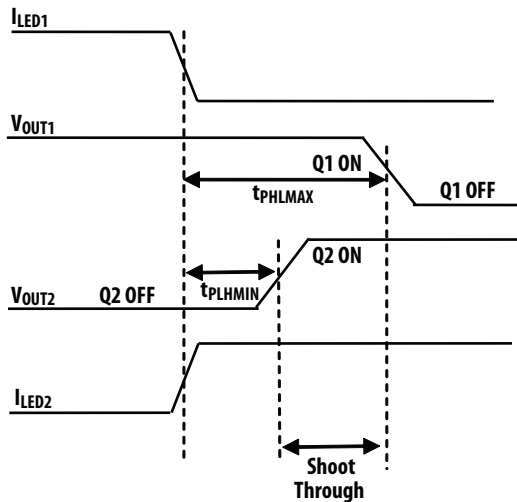 ILED1
VOUT1
Q1 ON
tPHLMAX
Q1 OFF
Q2 ON
tPLHMIN
VOUT2 Q2 OFF
ILED2
Shoot
Through